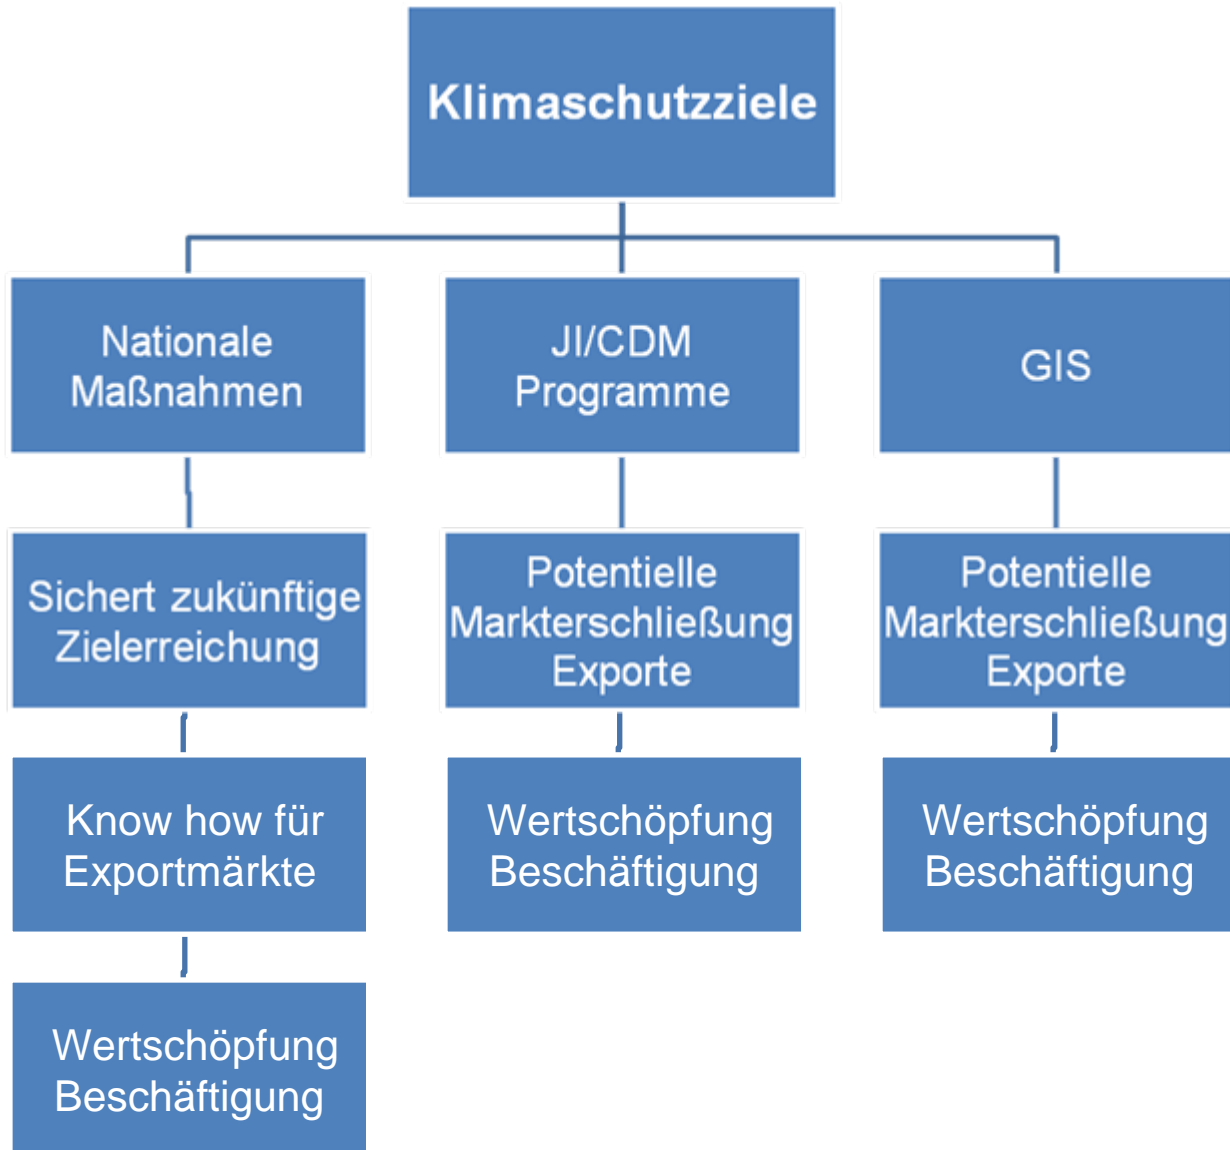 Klimaschutzziele
Nationale
Maßnahmen
JI/CDM
Programme
GIS
Sichert zukünftige
Zielerreichung
Potentielle
Markterschließung
Exporte
Potentielle
Markterschließung
Exporte
Know how für
Exportmärkte
Wertschöpfung
Beschäftigung
Wertschöpfung
Beschäftigung
Wertschöpfung
Beschäftigung